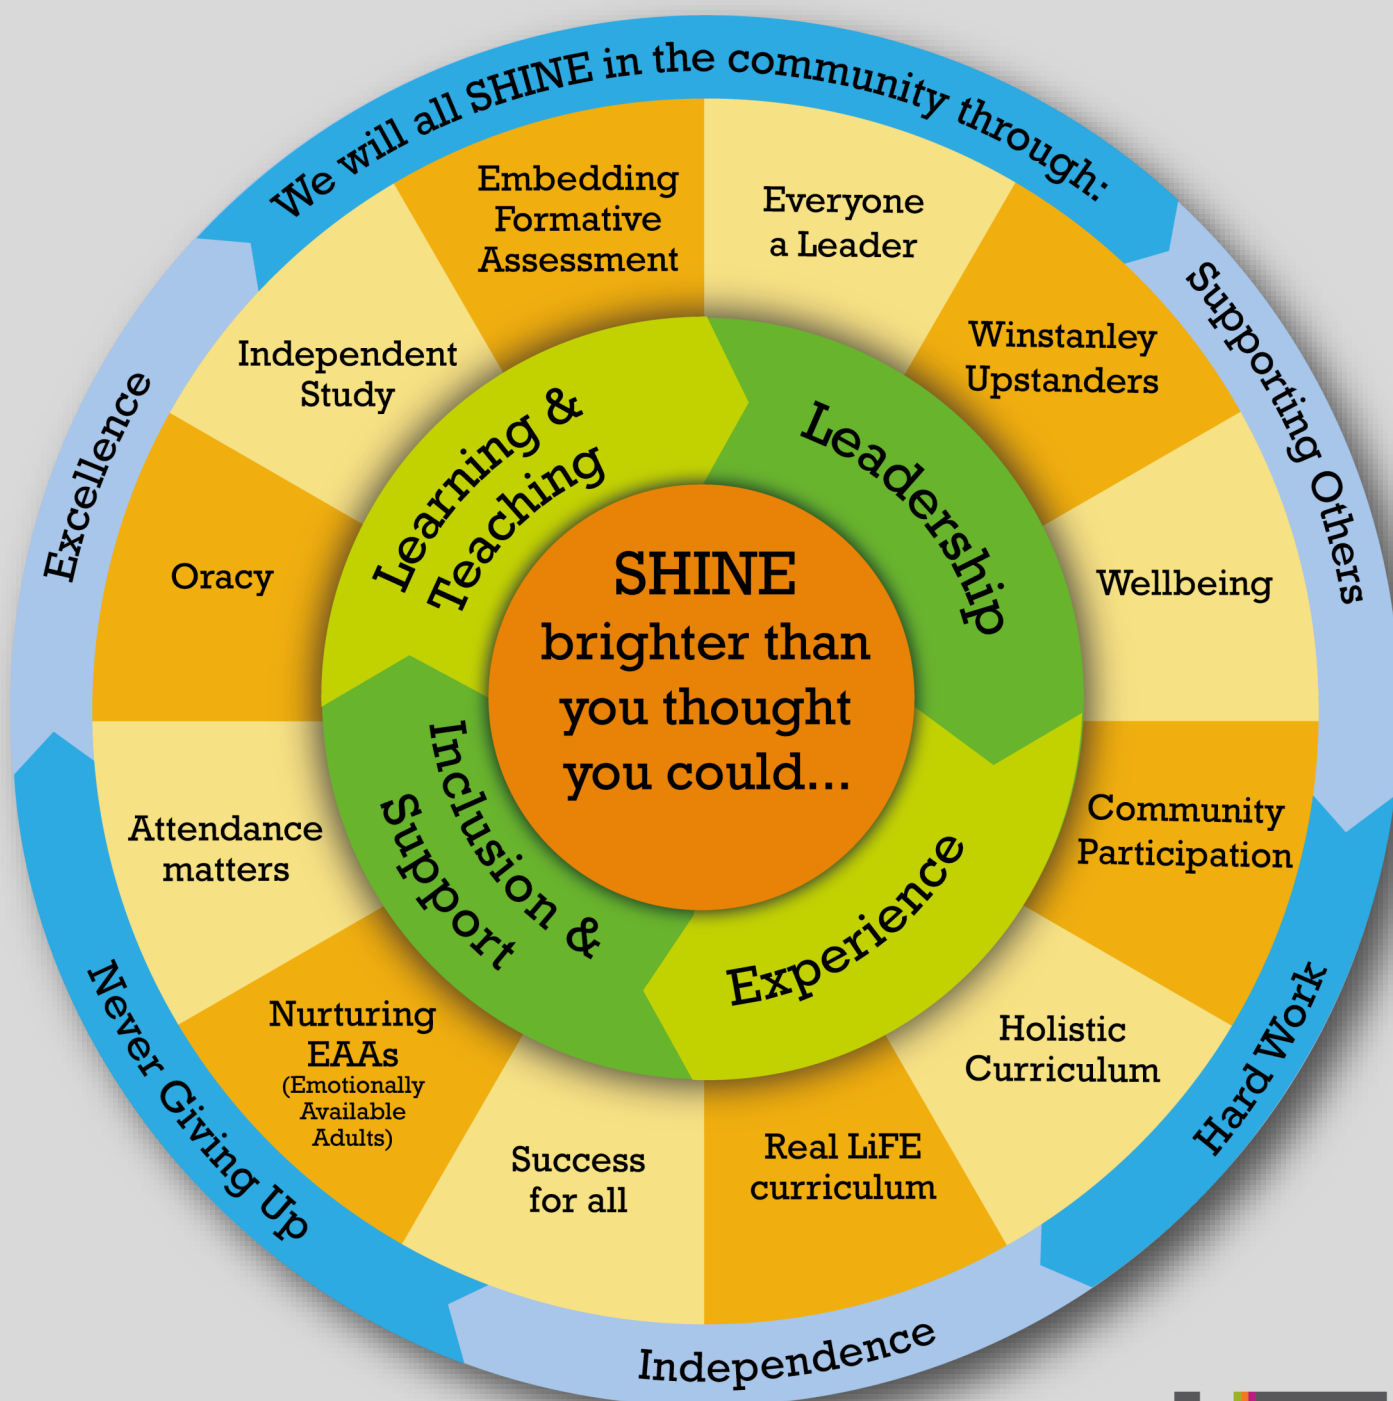 We will all SHINE in the community through:
Supporting Others
Hard Work
Independence
Never Giving Up
Excellence
Embedding
Formative
Assessment
Everyone
a Leader
Winstanley
Upstanders
Wellbeing
Community
Participation
Holistic
Curriculum
Real LiFE
curriculum
Success
for all
Nurturing
EAAs
(Emotionally
Available
Adults)
Attendance
matters
Oracy
Independent
Study
Learning &
Teaching
Leadership
Experience
Inclusion &
Support
SHINE
brighter than
you thought
you could...